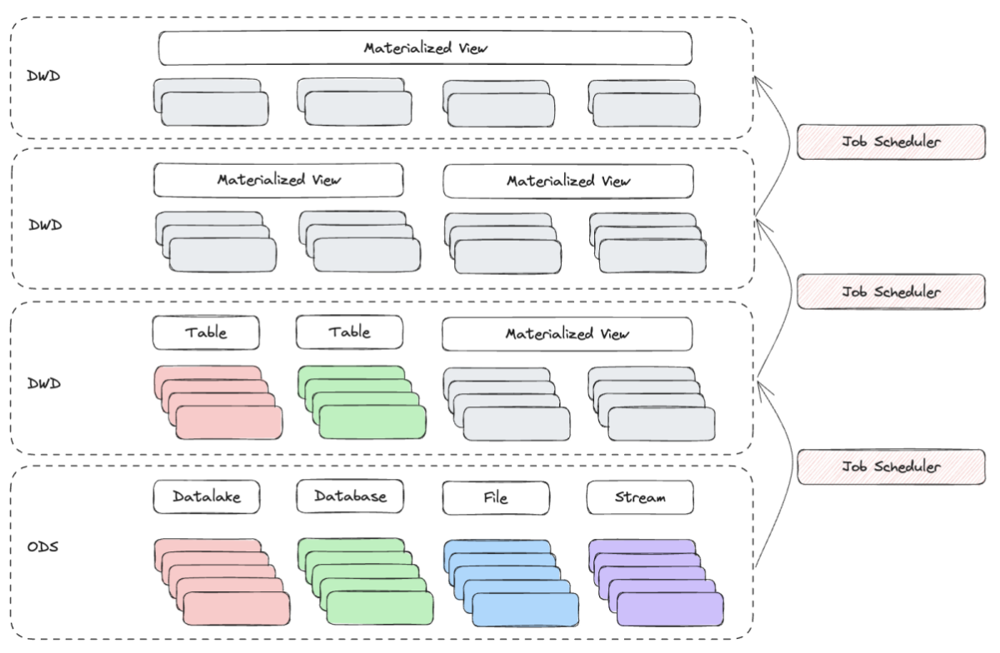 Materialized View
DWD
Job Scheduler
Materialized View
Materialized View
DWD
Job Scheduler
Table
Table
Materialized View
DWD
Job Scheduler
Datalake
Database
File
Stream
ODS